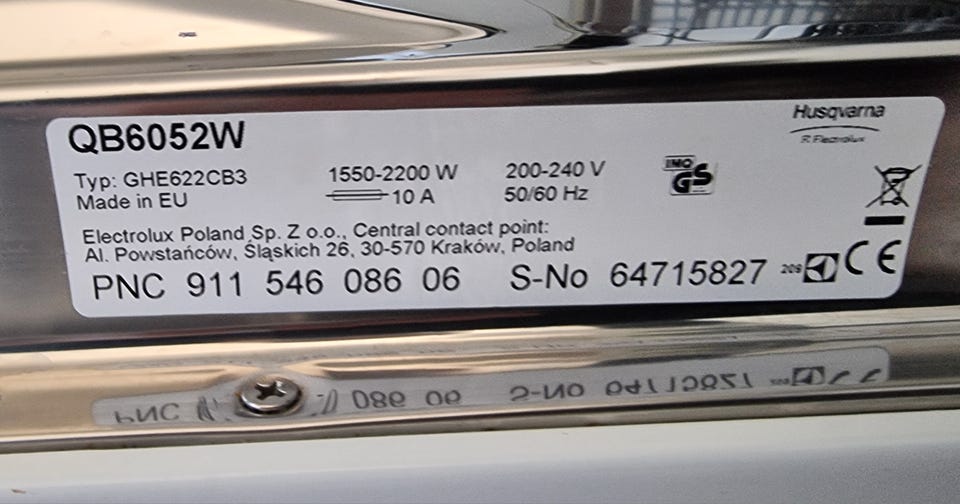 QB6052W
Husqvarna
Electrolux
Typ: GHE622CB3
Made in EU
1550-2200 W
10 A
200-240 V
50/60 Hz
IMQ
GS
Electrolux Poland Sp. Z o.o., Central contact point:
Al. Powstańców, Śląskich 26, 30-570 Kraków, Poland
PNC 911 546 086 06 S-No 64715827
CE